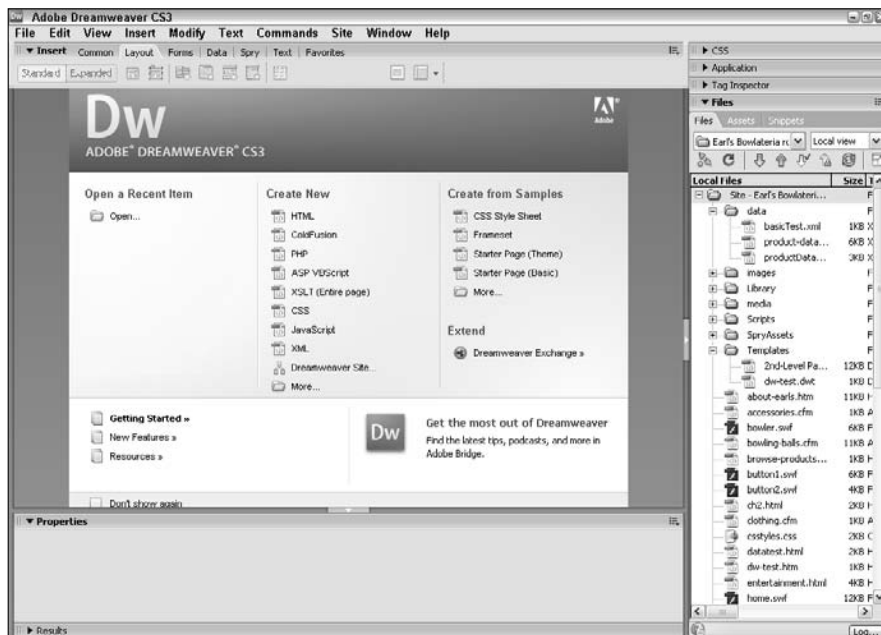 Dw Adobe Dreamweaver CS3
File Edit View Insert Modify Text Commands Site Window Help
Insert Common Layout Forms Data Spry Text Favorites
Standard Expanded
Dw
ADOBE® DREAMWEAVER® CS3
Adobe
Open a Recent Item
Open...
Create New
HTML
ColdFusion
PHP
ASP VBScript
XSLT (Entire page)
CSS
JavaScript
XML
Dreamweaver Site...
More...
Create from Samples
CSS Style Sheet
Frameset
Starter Page (Theme)
Starter Page (Basic)
More...
Extend
Dreamweaver Exchange »
Getting Started »
New Features »
Resources »
Dw
Get the most out of Dreamweaver
Find the latest tips, podcasts, and more in
Adobe Bridge.
Don't show again
Properties
Results
CSS
Application
Tag Inspector
Files
Files Assets Snippets
Earl's Bowlateria rc Local view
Local Files Size T
Site - Earl's Bowlateri... F
data F
basicTest.xml 1KB X
product-data... 6KB X
productData... 3KB X
images F
Library F
media F
Scripts F
SpryAssets F
Templates F
2nd-Level Pa... 12KB D
dw-test.dwt 1KB D
about-earls.htm 11KB H
accessories.cfm 1KB A
bowler.swf 6KB F
bowling-balls.cfm 11KB A
browse-products... 1KB H
button1.swf 6KB F
button2.swf 4KB F
ch2.html 2KB H
clothing.cfm 1KB A
csstyles.css 2KB C
datatest.html 2KB H
dw-test.htm 1KB H
entertainment.html 4KB H
home.swf 12KB F
Log...